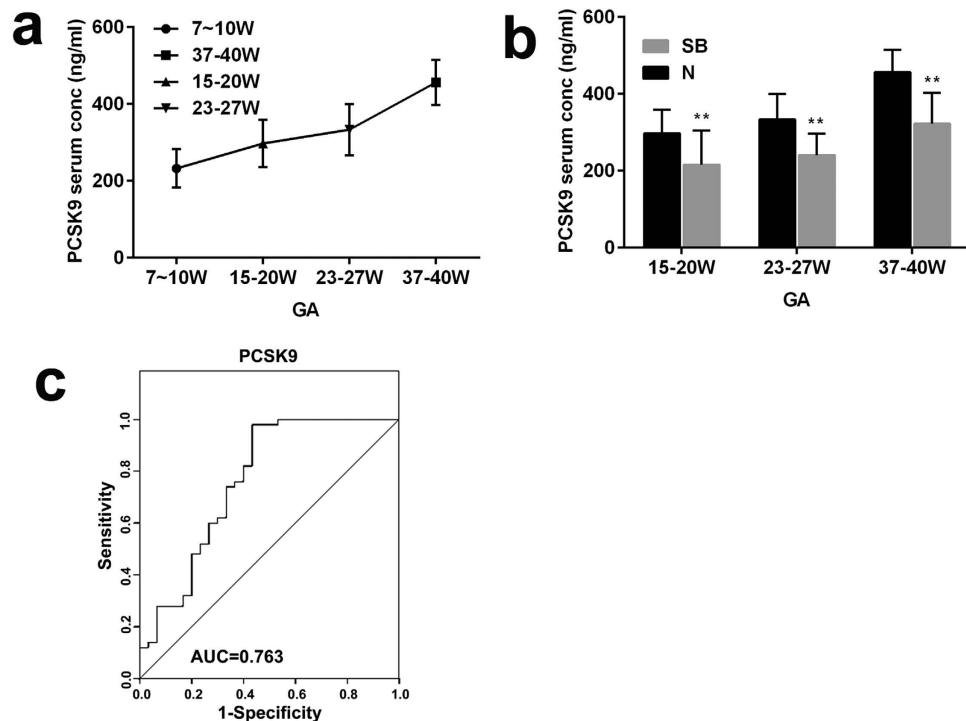 a
PCSK9 serum conc (ng/ml)
600
400
200
0
7~10W
37-40W
15-20W
23-27W
7~10W 15-20W 23-27W 37-40W
GA
b
PCSK9 serum conc (ng/ml)
600
400
200
0
SB
N
** ** **
15-20W 23-27W 37-40W
GA
c
PCSK9
Sensitivity
1.0
0.8
0.6
0.4
0.2
0.0
AUC=0.763
0.0 0.2 0.4 0.6 0.8 1.0
1-Specificity